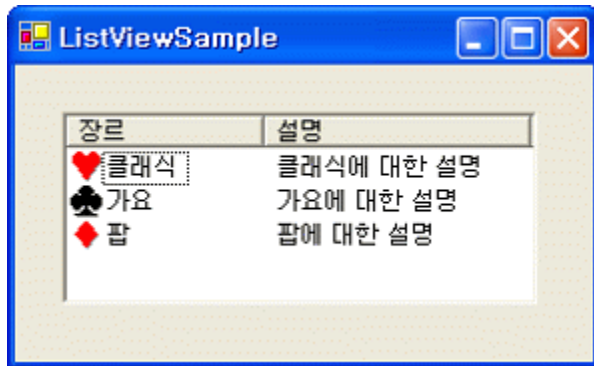 ListViewSample
장르 설명
클래식 클래식에 대한 설명
가요 가요에 대한 설명
팝 팝에 대한 설명